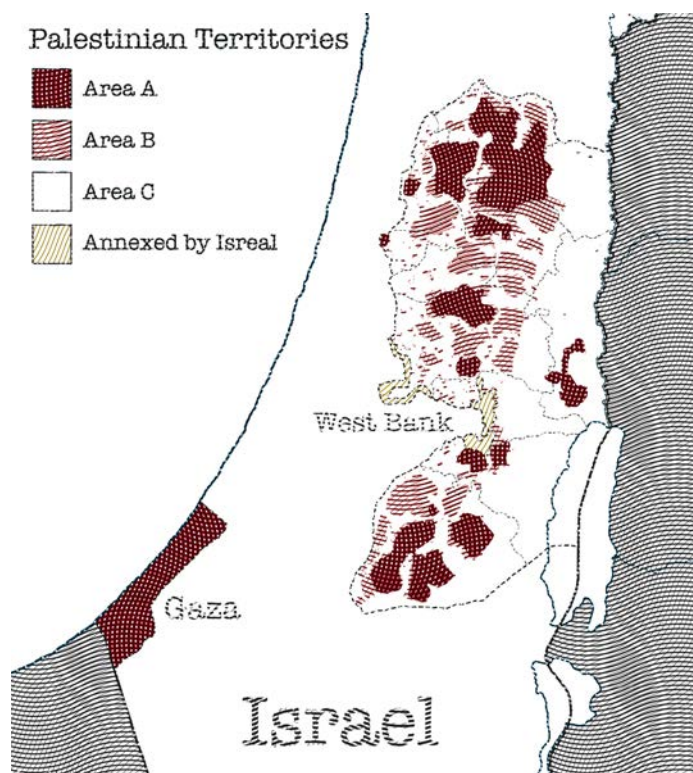 Palestinian Territories
Area A
Area B
Area C
Annexed by Isreal
West Bank
Gaza
Israel